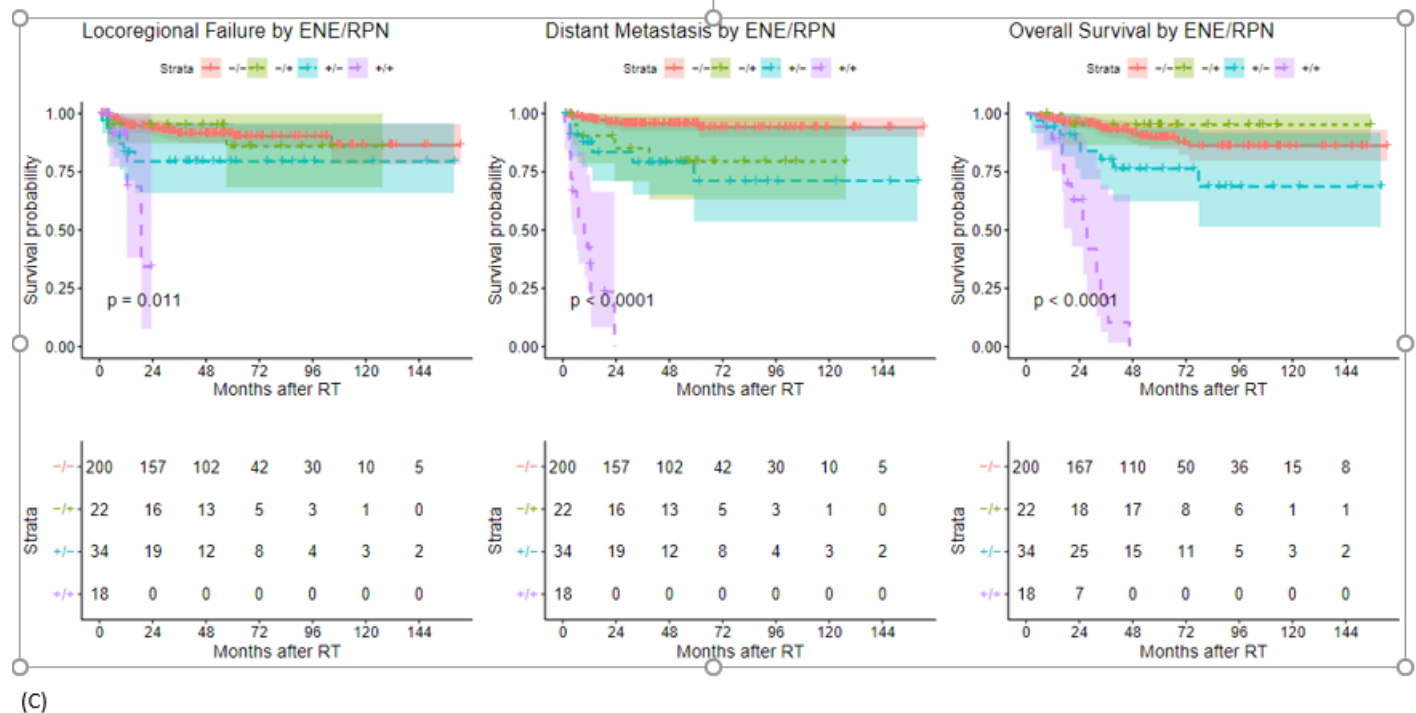 Locoregional Failure by ENE/RPN
Strata −/− −/+ +/− +/+
1.00
0.75
0.50
0.25
0.00
Survival probability
p = 0.011
0 24 48 72 96 120 144
Months after RT
Distant Metastasis by ENE/RPN
Strata −/− −/+ +/− +/+
1.00
0.75
0.50
0.25
0.00
Survival probability
p < 0.0001
0 24 48 72 96 120 144
Months after RT
Overall Survival by ENE/RPN
Strata −/− −/+ +/− +/+
1.00
0.75
0.50
0.25
0.00
Survival probability
p < 0.0001
0 24 48 72 96 120 144
Months after RT
Strata
−/− 200 157 102 42 30 10 5
−/+ 22 16 13 5 3 1 0
+/− 34 19 12 8 4 3 2
+/+ 18 0 0 0 0 0 0
0 24 48 72 96 120 144
Months after RT
Strata
−/− 200 157 102 42 30 10 5
−/+ 22 16 13 5 3 1 0
+/− 34 19 12 8 4 3 2
+/+ 18 0 0 0 0 0 0
0 24 48 72 96 120 144
Months after RT
Strata
−/− 200 167 110 50 36 15 8
−/+ 22 18 17 8 6 1 1
+/− 34 25 15 11 5 3 2
+/+ 18 7 0 0 0 0 0
0 24 48 72 96 120 144
Months after RT
(C)